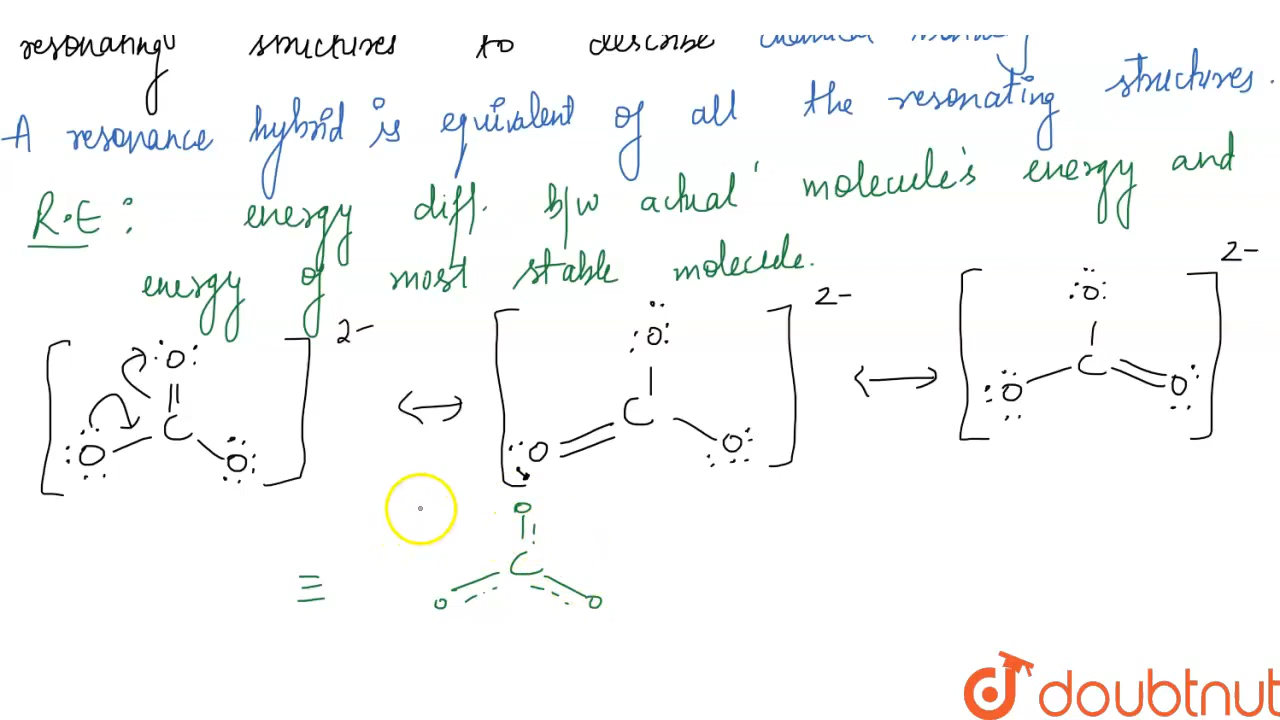 resonating structures to describe chemical
A resonance hybrid is equivalent of all the resonating structures.
R.E: energy diff. b/w actual molecule's energy and
energy of most stable molecule.
2- 2- 2-
O O O
C C C
O O O O O O
O
≡ C
O O
doubtnut